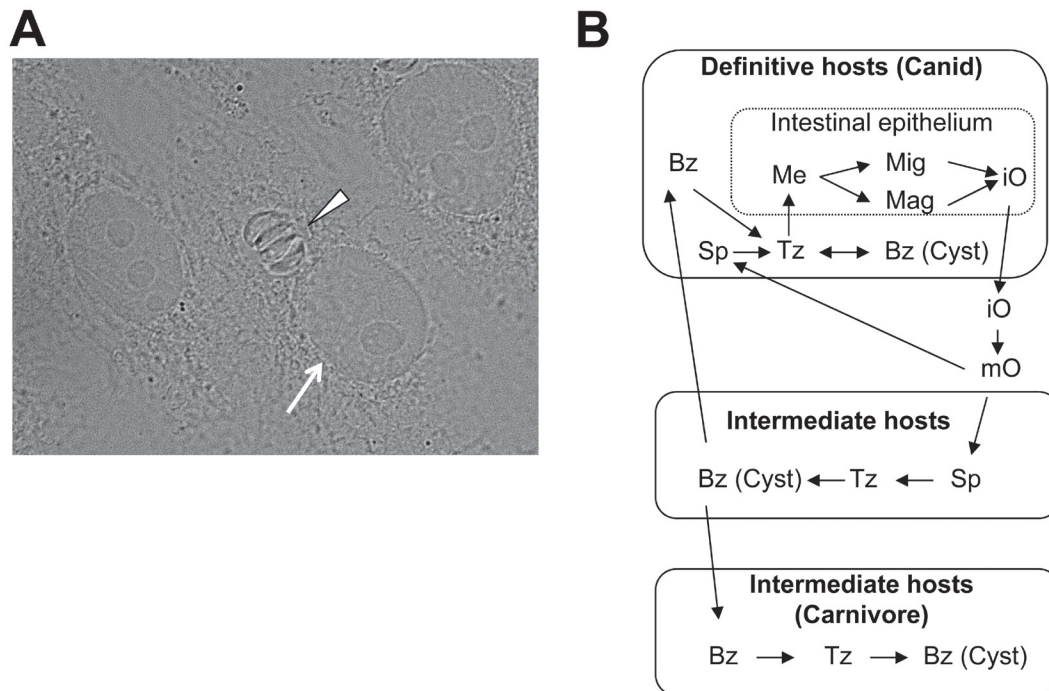 A
B
Definitive hosts (Canid)
Intestinal epithelium
Bz
Me
Mig
Mag
iO
Sp
Tz
Bz (Cyst)
iO
mO
Intermediate hosts
Bz (Cyst)
Tz
Sp
Intermediate hosts
(Carnivore)
Bz
Tz
Bz (Cyst)